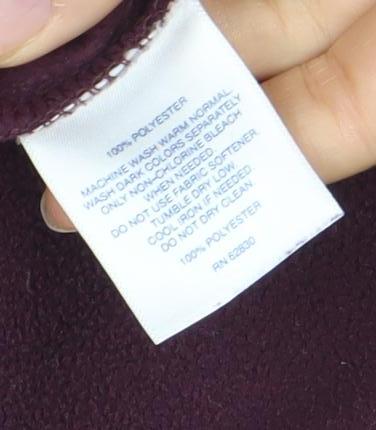 100% POLYESTER
MACHINE WASH WARM NORMAL
WASH DARK COLORS SEPARATELY
ONLY NON-CHLORINE BLEACH
WHEN NEEDED
DO NOT USE FABRIC SOFTENER
TUMBLE DRY LOW
COOL IRON IF NEEDED
DO NOT DRY CLEAN
100% POLYESTER
RN 62830